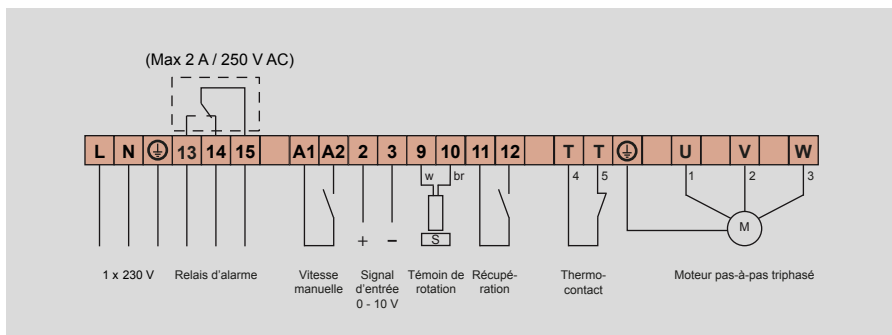 (Max 2 A / 250 V AC)
L N 13 14 15 A1 A2 2 3 9 10 11 12 T T U V W
w br 4 5 1 2 3
M
+ – S
1 x 230 V
Relais d'alarme
Vitesse
manuelle
Signal
d'entrée
0 - 10 V
Témoin de
rotation
Récupé-
ration
Thermo-
contact
Moteur pas-à-pas triphasé